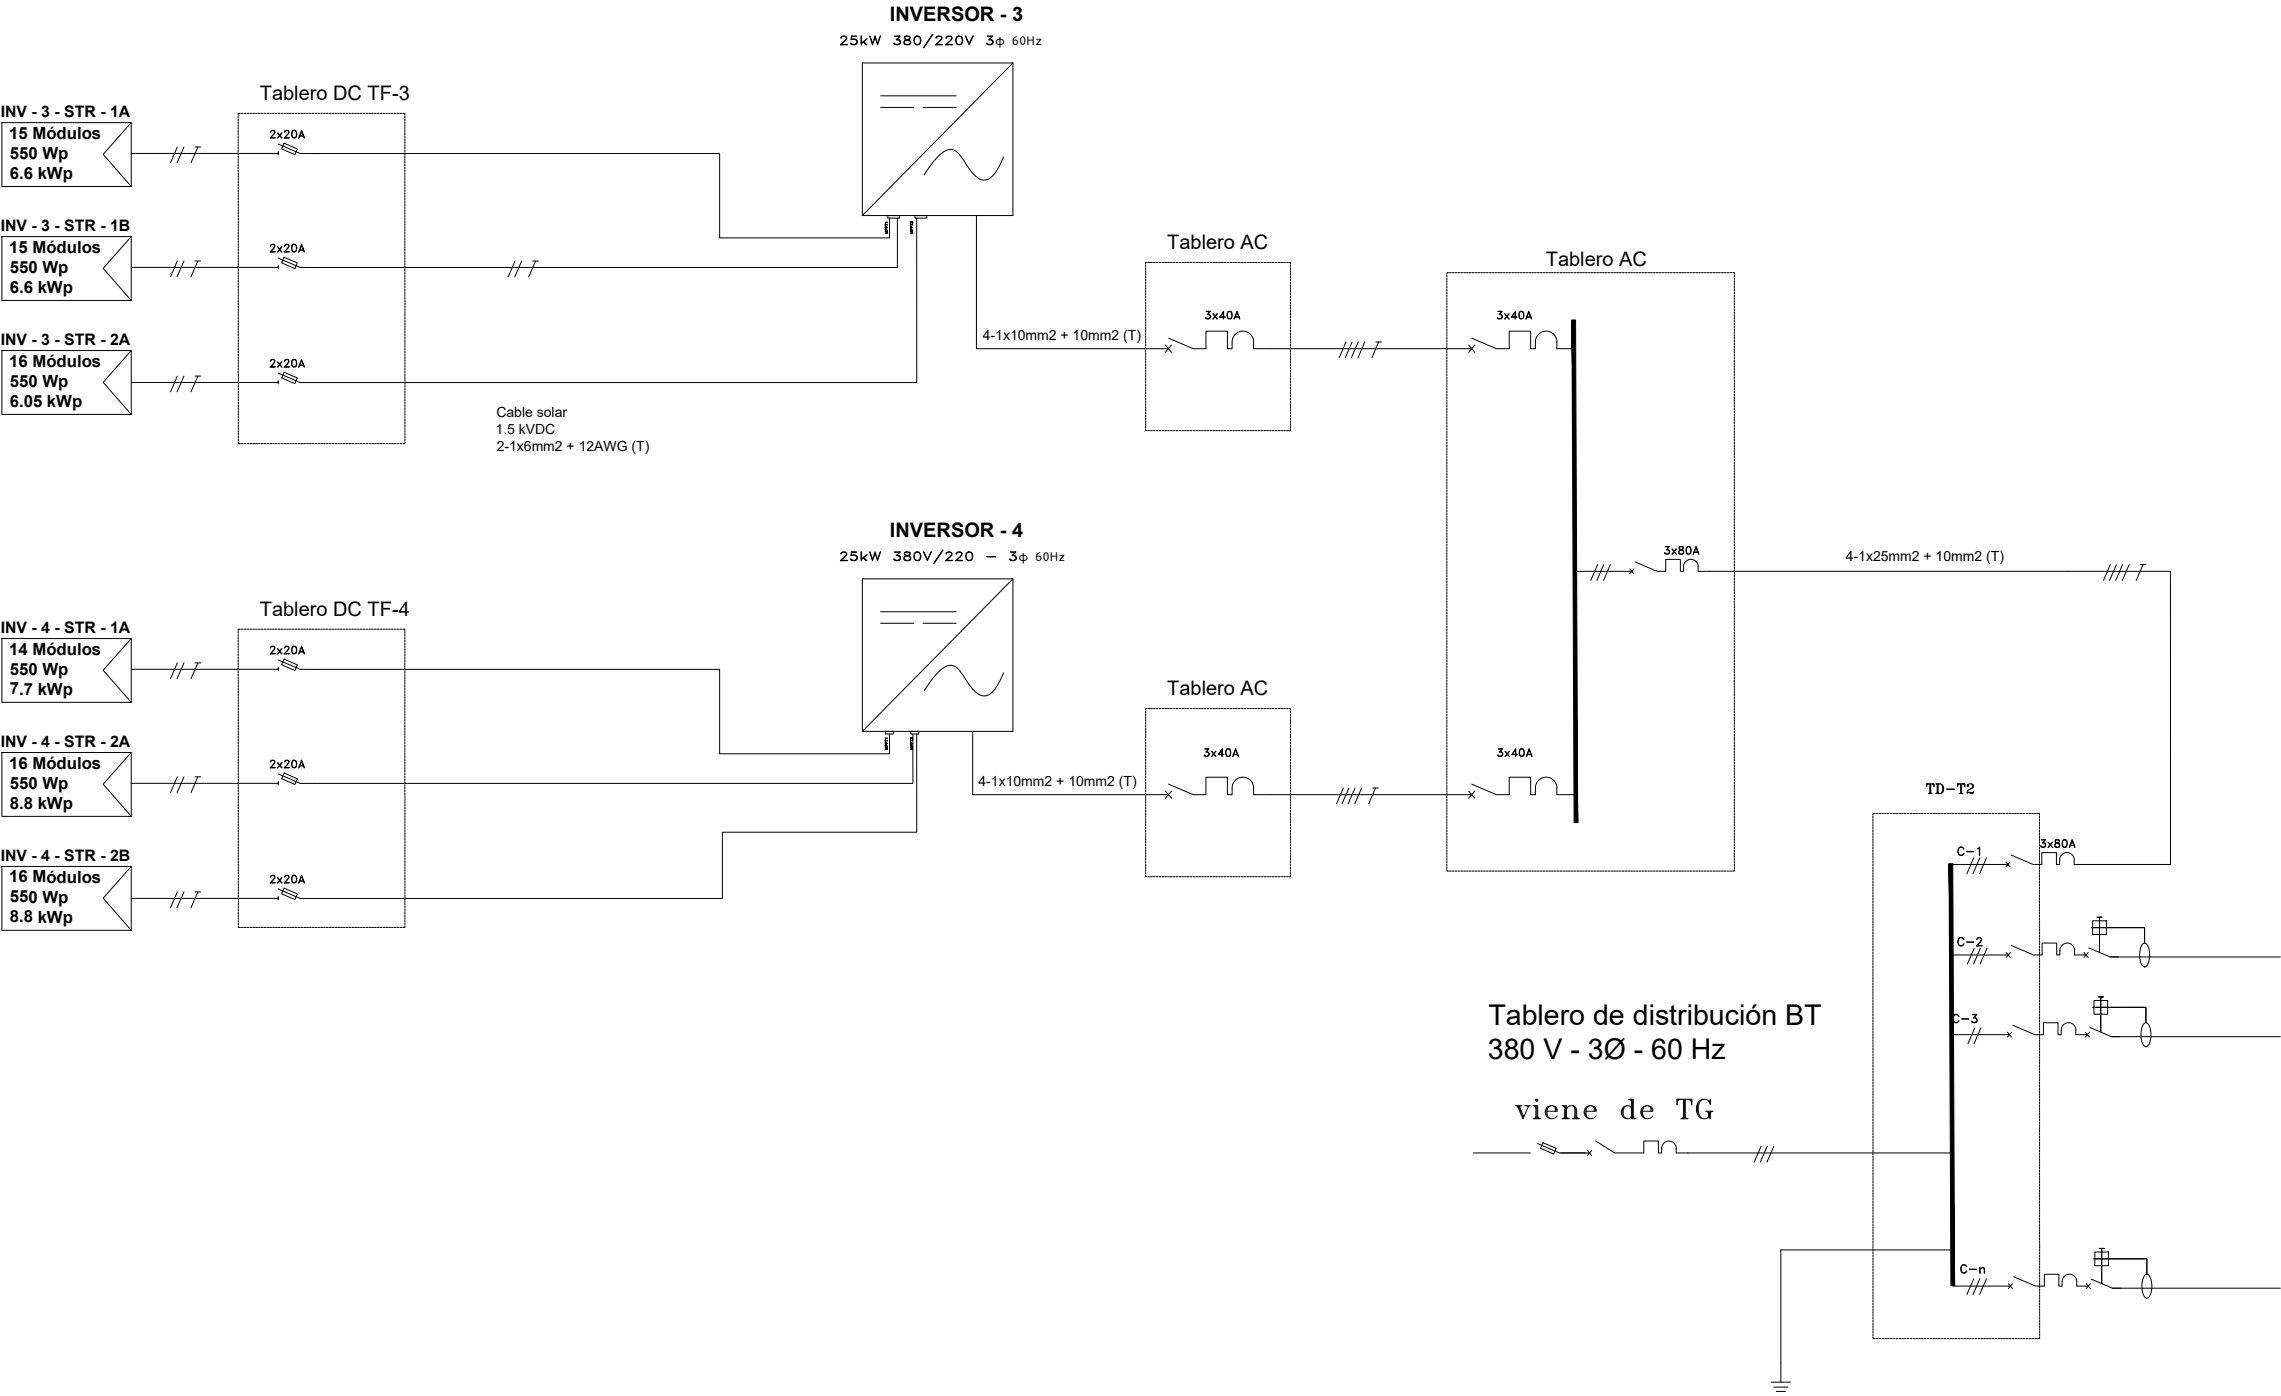 INVERSOR - 3
25kW 380/220V 3ϕ 60Hz
Tablero DC TF-3
INV - 3 - STR - 1A
15 Módulos
550 Wp
6.6 kWp
2x20A
INV - 3 - STR - 1B
15 Módulos
550 Wp
6.6 kWp
2x20A
INV - 3 - STR - 2A
16 Módulos
550 Wp
6.05 kWp
2x20A
Cable solar
1.5 kVDC
2-1x6mm2 + 12AWG (T)
4-1x10mm2 + 10mm2 (T)
Tablero AC
3x40A
Tablero AC
3x40A
3x80A
4-1x25mm2 + 10mm2 (T)
INVERSOR - 4
25kW 380V/220 - 3ϕ 60Hz
Tablero DC TF-4
INV - 4 - STR - 1A
14 Módulos
550 Wp
7.7 kWp
2x20A
INV - 4 - STR - 2A
16 Módulos
550 Wp
8.8 kWp
2x20A
INV - 4 - STR - 2B
16 Módulos
550 Wp
8.8 kWp
2x20A
4-1x10mm2 + 10mm2 (T)
Tablero AC
3x40A
3x40A
TD-T2
C-1
3x80A
C-2
C-3
C-n
Tablero de distribución BT
380 V - 3Ø - 60 Hz
viene de TG